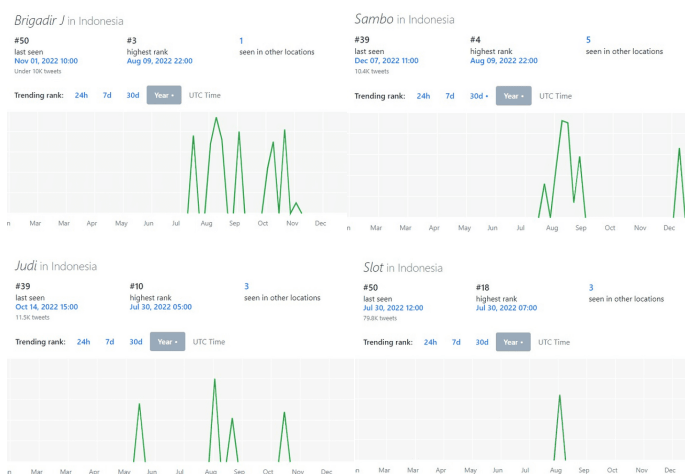 Brigadir J in Indonesia
#50 #3 1
last seen highest rank seen in other locations
Nov 01, 2022 10:00 Aug 09, 2022 22:00
Under 10K tweets
Trending rank: 24h 7d 30d Year • UTC Time
n Mar Mar Apr May Jun Jul Aug Sep Oct Nov Dec
Sambo in Indonesia
#39 #4 5
last seen highest rank seen in other locations
Dec 07, 2022 11:00 Aug 09, 2022 22:00
10.4K tweets
Trending rank: 24h 7d 30d • Year • UTC Time
Mar Mar Apr May Jun Jul Aug Sep Oct Nov Dec
Judi in Indonesia
#39 #10 3
last seen highest rank seen in other locations
Oct 14, 2022 15:00 Jul 30, 2022 05:00
11.5K tweets
Trending rank: 24h 7d 30d Year • UTC Time
n Mar Mar Apr May Jun Jul Aug Sep Oct Nov Dec
Slot in Indonesia
#50 #18 3
last seen highest rank seen in other locations
Jul 30, 2022 12:00 Jul 30, 2022 07:00
79.8K tweets
Trending rank: 24h 7d 30d Year • UTC Time
n Mar Mar Apr May Jun Jul Aug Sep Oct Nov Dec